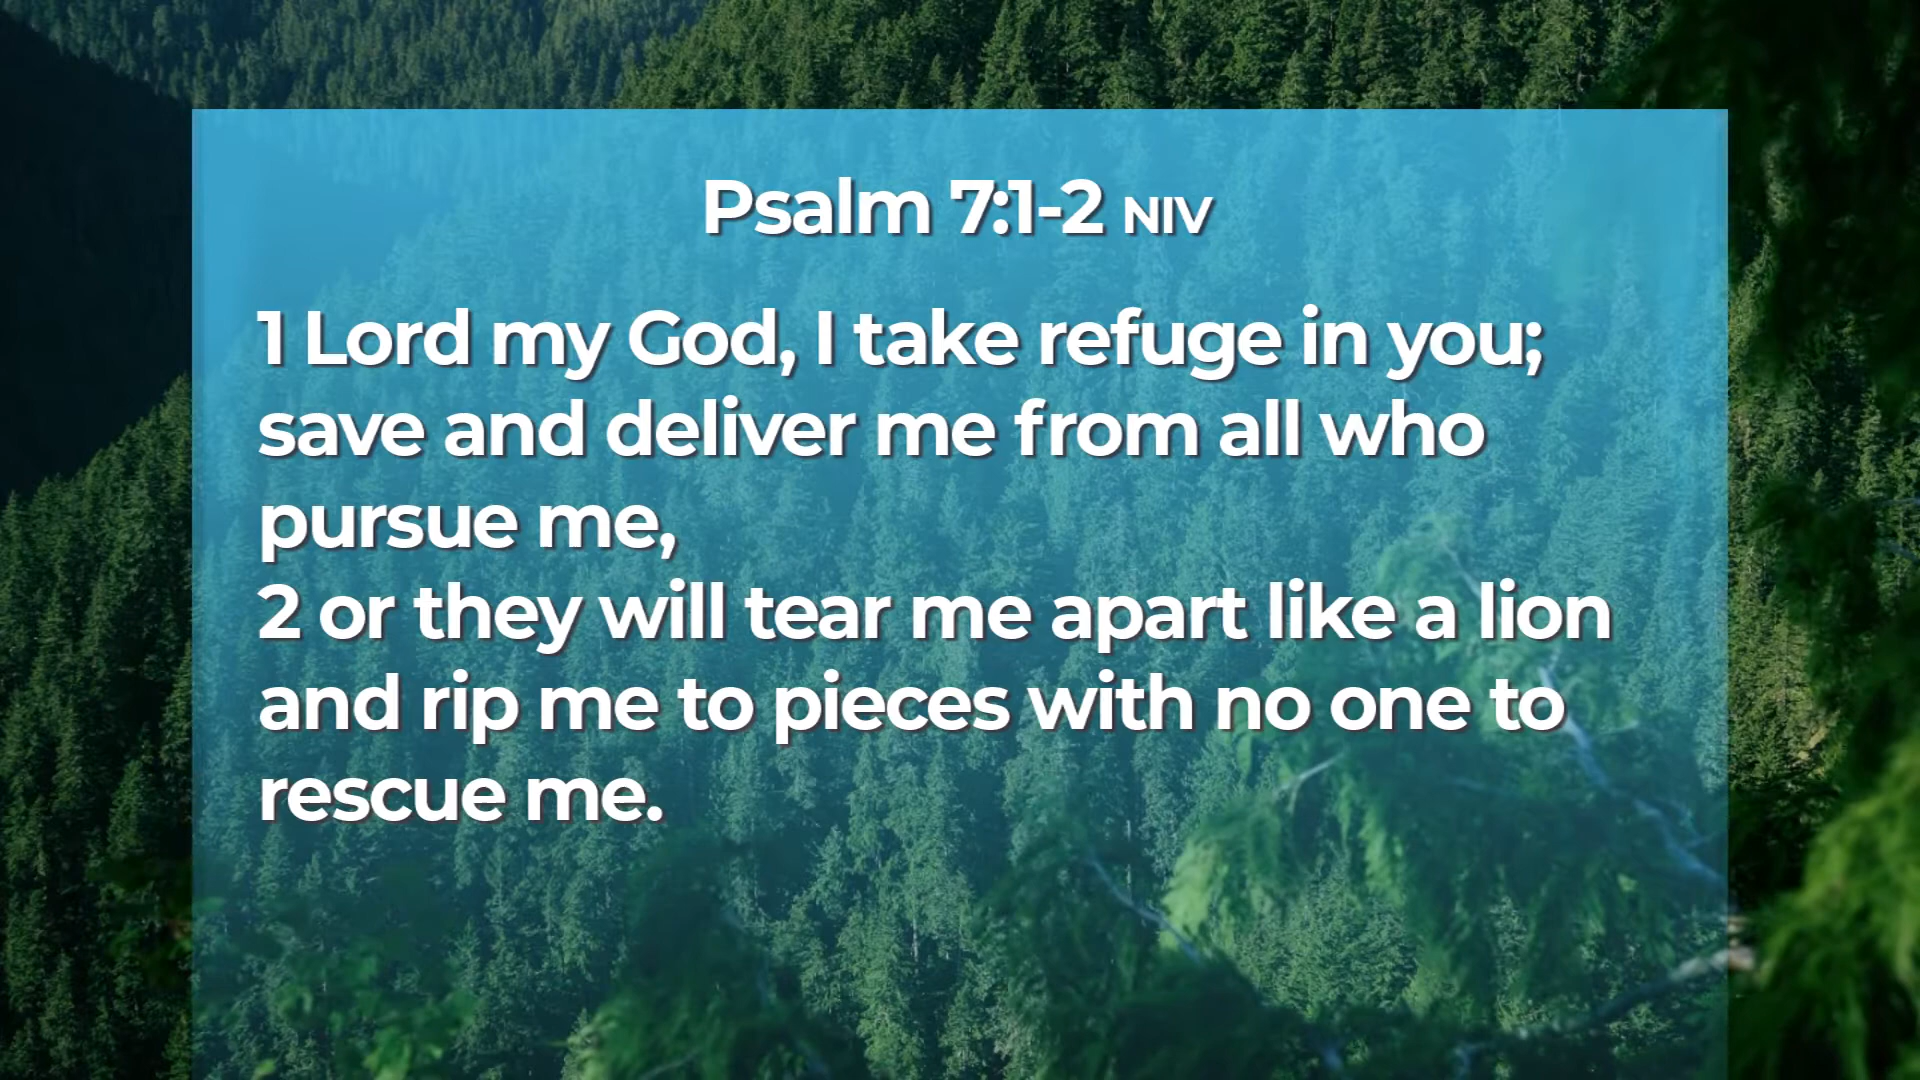 Psalm 7:1-2 NIV
1 Lord my God, I take refuge in you;
save and deliver me from all who
pursue me,
2 or they will tear me apart like a lion
and rip me to pieces with no one to
rescue me.